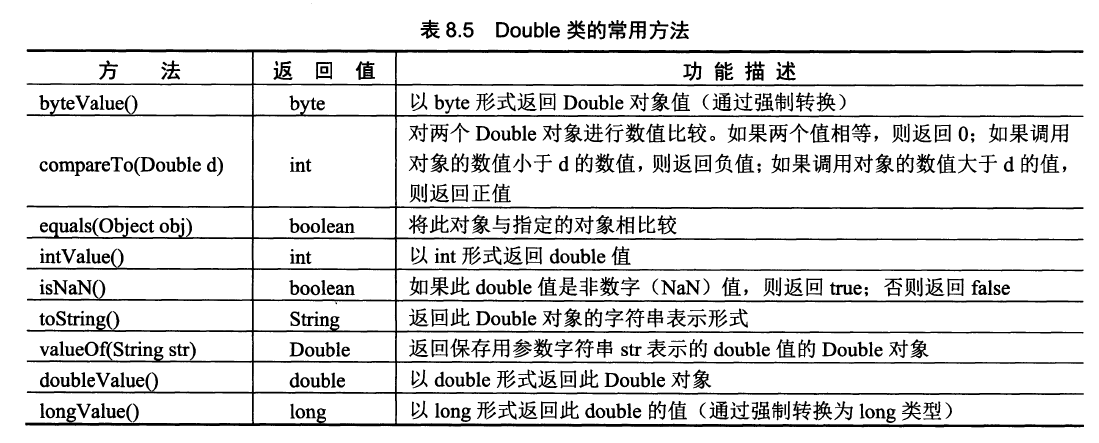 表 8.5 Double 类的常用方法
方 法 返 回 值 功 能 描 述
byteValue() byte 以 byte 形式返回 Double 对象值（通过强制转换）
compareTo(Double d) int 对两个 Double 对象进行数值比较。如果两个值相等，则返回 0；如果调用
对象的数值小于 d 的数值，则返回负值；如果调用对象的数值大于 d 的值，
则返回正值
equals(Object obj) boolean 将此对象与指定的对象相比较
intValue() int 以 int 形式返回 double 值
isNaN() boolean 如果此 double 值是非数字（NaN）值，则返回 true；否则返回 false
toString() String 返回此 Double 对象的字符串表示形式
valueOf(String str) Double 返回保存用参数字符串 str 表示的 double 值的 Double 对象
doubleValue() double 以 double 形式返回此 Double 对象
longValue() long 以 long 形式返回此 double 的值（通过强制转换为 long 类型）